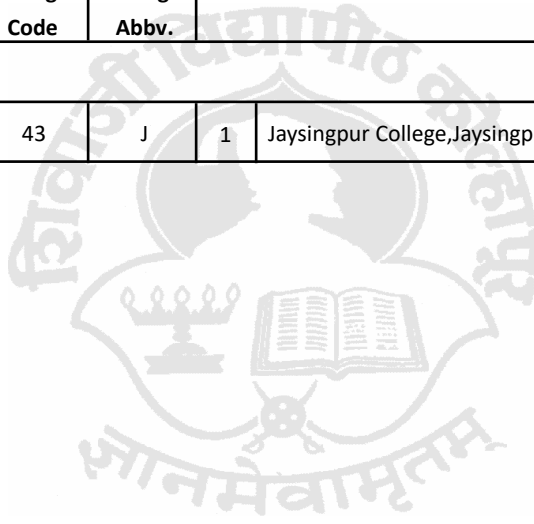 Code Abbv.
43 J 1 Jaysingpur College,Jaysingp
शिवाजी विद्यापीठ कोल्हापूर
ज्ञानमेवामृतम्